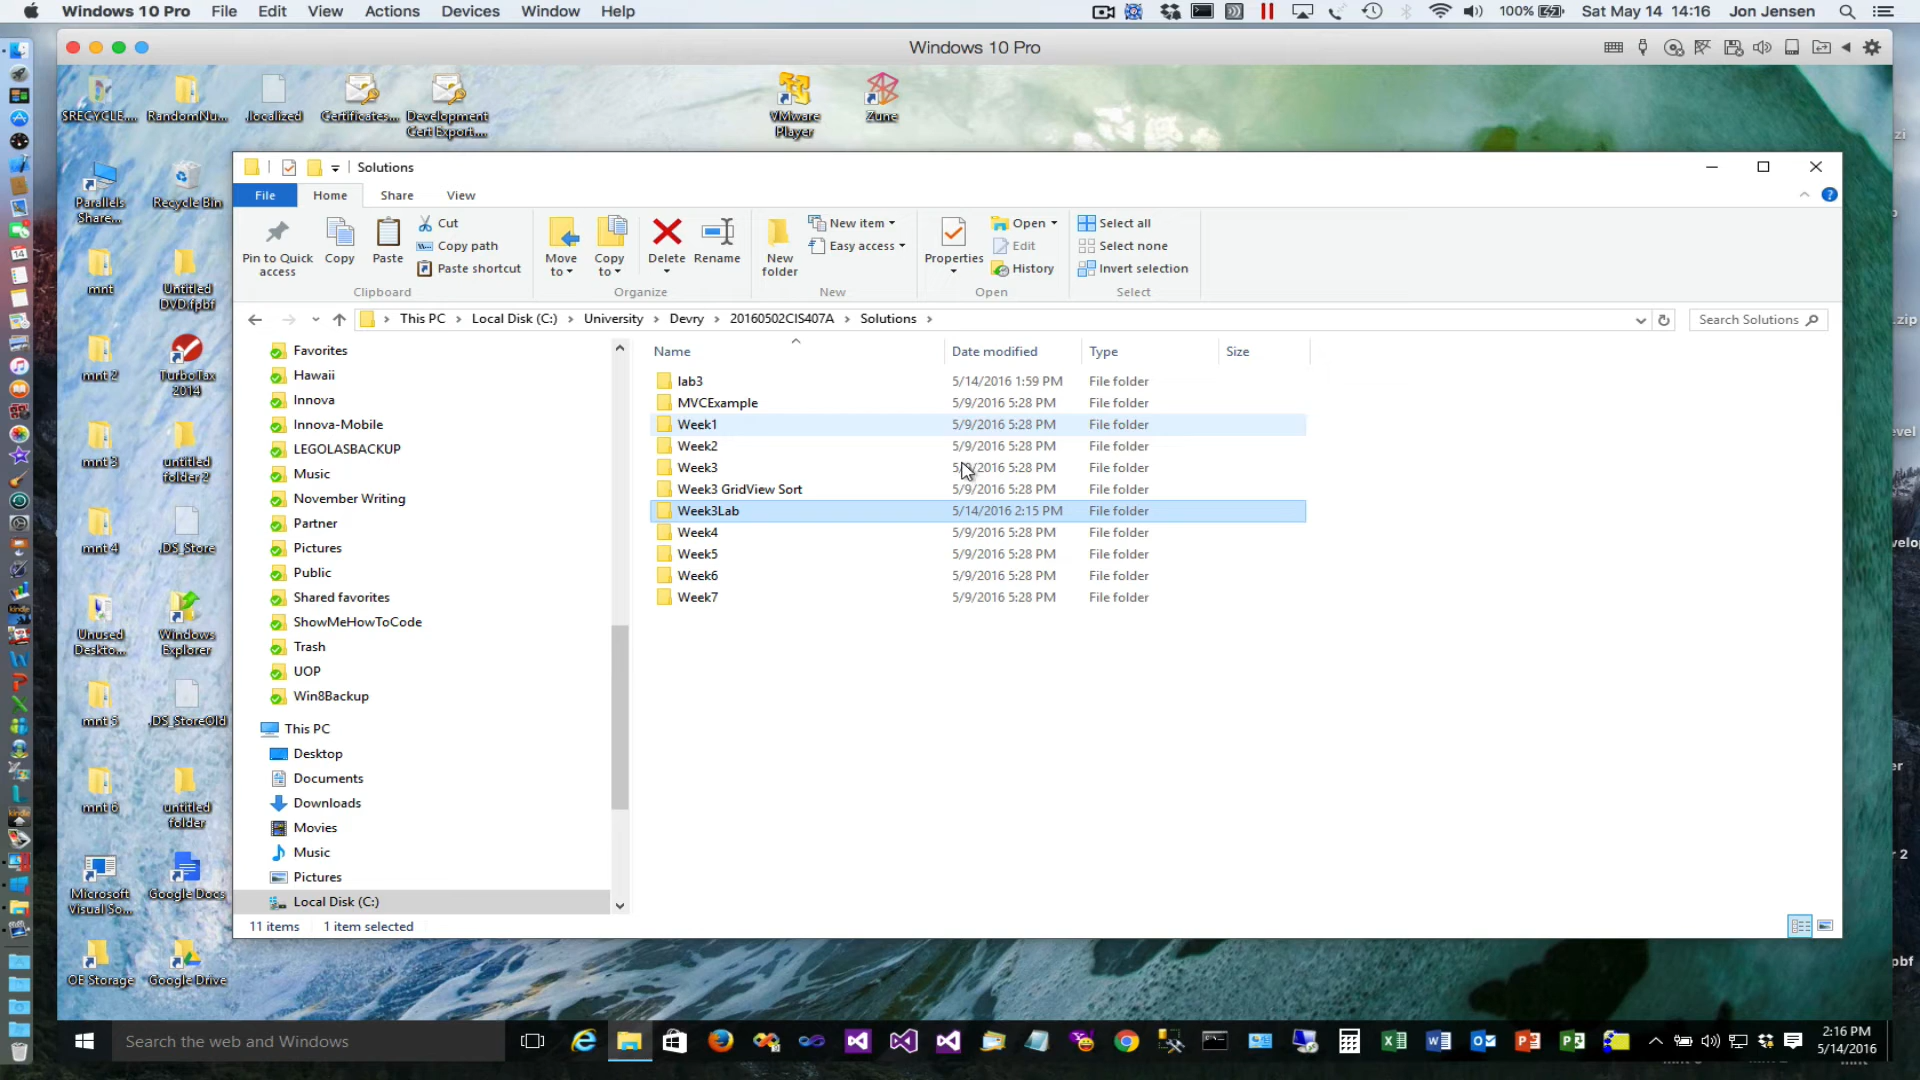 Windows 10 Pro File Edit View Actions Devices Window Help 100% Sat May 14 14:16 Jon Jensen
Windows 10 Pro
$RECYCLE.... RandomNu... .localized Certificates... Development Cert Export.... VMware Player Zune
Solutions
File Home Share View
Pin to Quick access
Copy
Paste
Cut
Copy path
Paste shortcut
Clipboard
Move to
Copy to
Delete
Rename
Organize
New folder
New item
Easy access
New
Properties
Open
Edit
History
Open
Select all
Select none
Invert selection
Select
This PC Local Disk (C:) University Devry 20160502CIS407A Solutions
Search Solutions
Name Date modified Type Size
lab3 5/14/2016 1:59 PM File folder
MVCExample 5/9/2016 5:28 PM File folder
Week1 5/9/2016 5:28 PM File folder
Week2 5/9/2016 5:28 PM File folder
Week3 5/9/2016 5:28 PM File folder
Week3 GridView Sort 5/9/2016 5:28 PM File folder
Week3Lab 5/14/2016 2:15 PM File folder
Week4 5/9/2016 5:28 PM File folder
Week5 5/9/2016 5:28 PM File folder
Week6 5/9/2016 5:28 PM File folder
Week7 5/9/2016 5:28 PM File folder
Favorites
Hawaii
Innova
Innova-Mobile
LEGOLASBACKUP
Music
November Writing
Partner
Pictures
Public
Shared favorites
ShowMeHowToCode
Trash
UOP
Win8Backup
This PC
Desktop
Documents
Downloads
Movies
Music
Pictures
Local Disk (C:)
11 items 1 item selected
Parallels Share... Recycle Bin
mnt Untitled DVD.fpbf
mnt 2 TurboTax 2014
mnt 3 untitled folder 2
mnt 4 .DS_Store
Unused Deskto... Windows Explorer
mnt 5 .DS_StoreOld
mnt 6 untitled folder
Microsoft Visual So... Google Docs
OE Storage Google Drive
Search the web and Windows
2:16 PM
5/14/2016